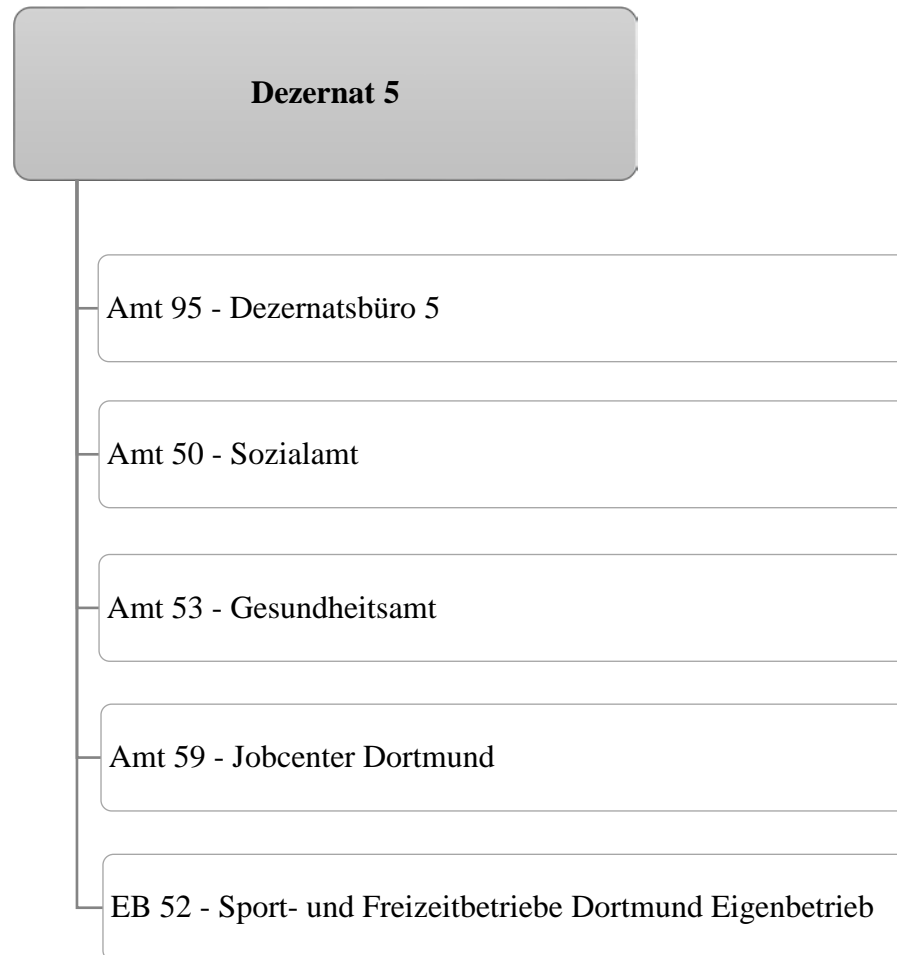 Dezernat 5
Amt 95 - Dezernatsbüro 5
Amt 50 - Sozialamt
Amt 53 - Gesundheitsamt
Amt 59 - Jobcenter Dortmund
EB 52 - Sport- und Freizeitbetriebe Dortmund Eigenbetrieb